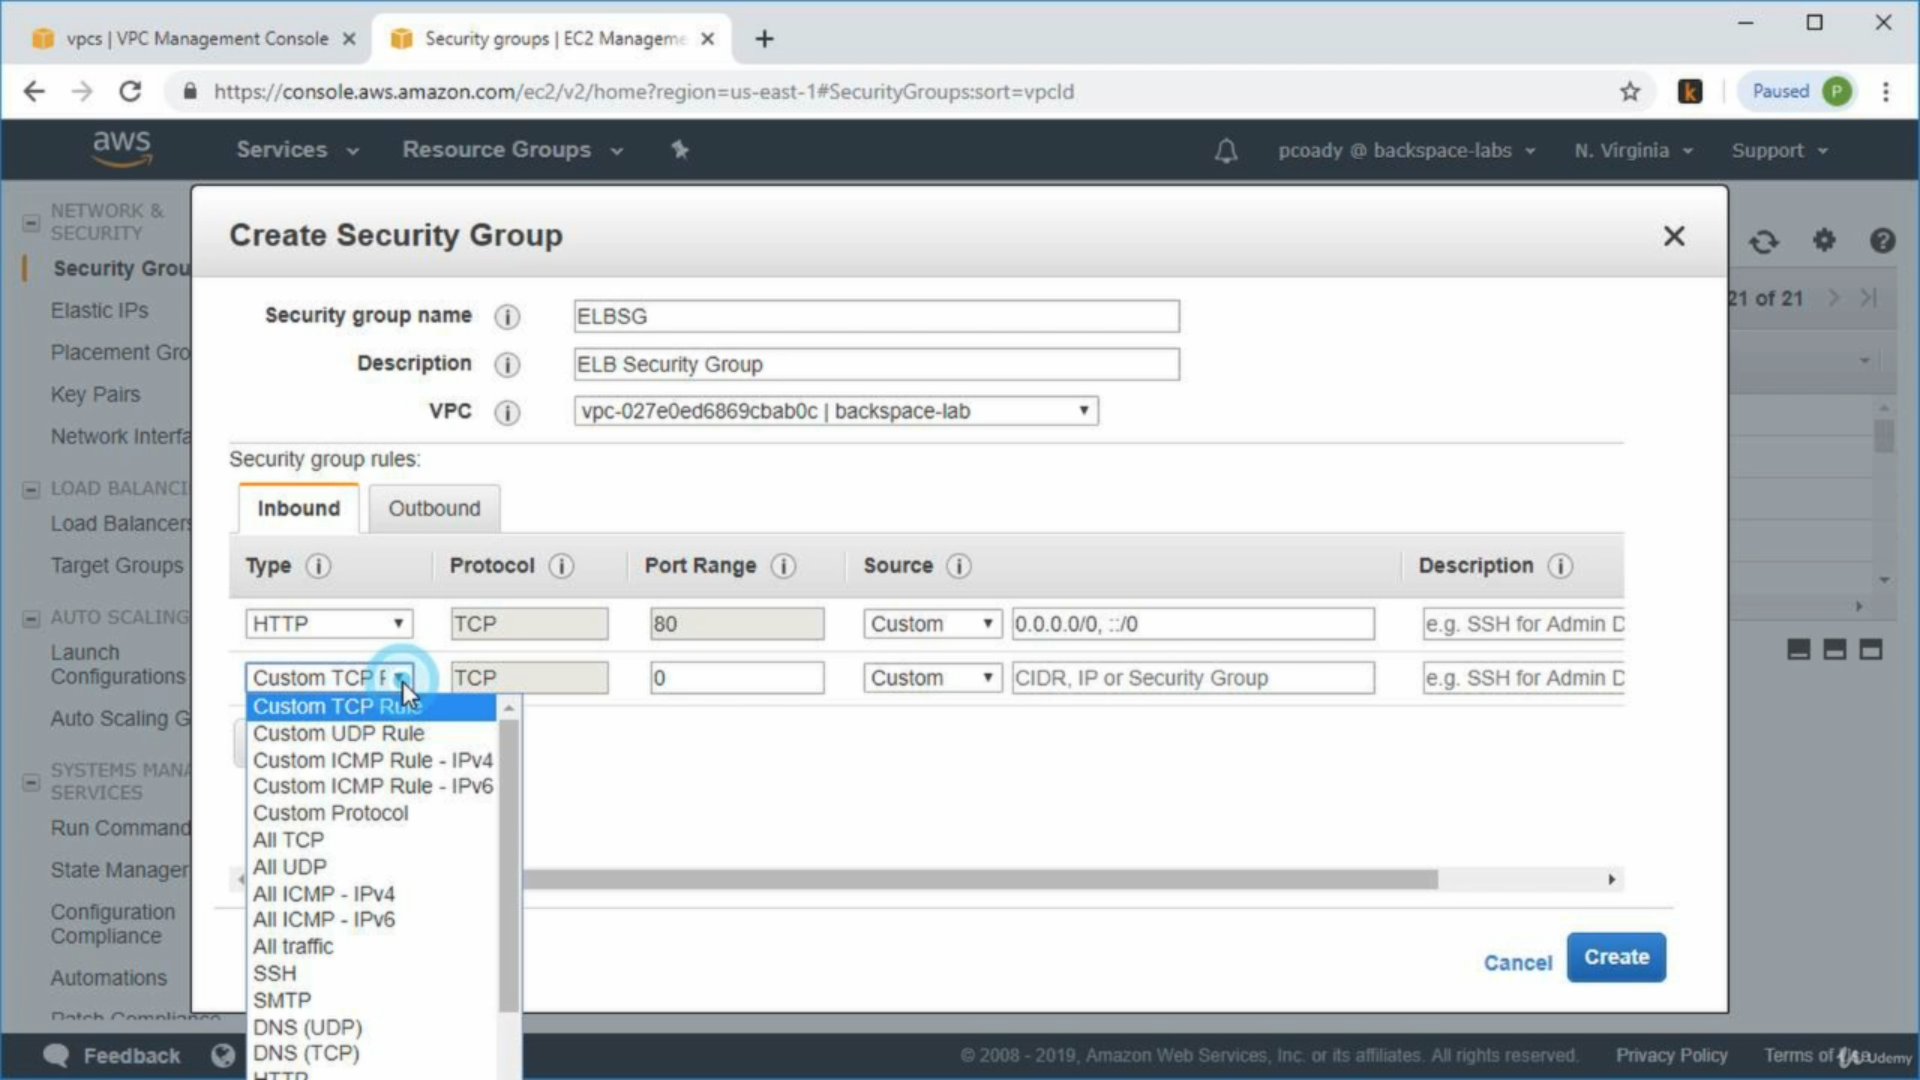 vpcs | VPC Management Console
Security groups | EC2 Manageme
https://console.aws.amazon.com/ec2/v2/home?region=us-east-1#SecurityGroups:sort=vpcId
k
Paused
P
aws
Services
Resource Groups
pcoady @ backspace-labs
N. Virginia
Support
NETWORK &
SECURITY
Security Grou
Elastic IPs
Placement Gro
Key Pairs
Network Interfa
LOAD BALANCI
Load Balancers
Target Groups
AUTO SCALING
Launch
Configurations
Auto Scaling G
SYSTEMS MANA
SERVICES
Run Command
State Manager
Configuration
Compliance
Automations
Patch Compliance
21 of 21
Create Security Group
Security group name
ELBSG
Description
ELB Security Group
VPC
vpc-027e0ed6869cbab0c | backspace-lab
Security group rules:
Inbound
Outbound
Type
Protocol
Port Range
Source
Description
HTTP
TCP
80
Custom
0.0.0.0/0, ::/0
e.g. SSH for Admin D
Custom TCP R
TCP
0
Custom
CIDR, IP or Security Group
e.g. SSH for Admin D
Custom TCP Rule
Custom UDP Rule
Custom ICMP Rule - IPv4
Custom ICMP Rule - IPv6
Custom Protocol
All TCP
All UDP
All ICMP - IPv4
All ICMP - IPv6
All traffic
SSH
SMTP
DNS (UDP)
DNS (TCP)
HTTP
Cancel
Create
Feedback
© 2008 - 2019, Amazon Web Services, Inc. or its affiliates. All rights reserved.
Privacy Policy
Terms of Use
Udemy